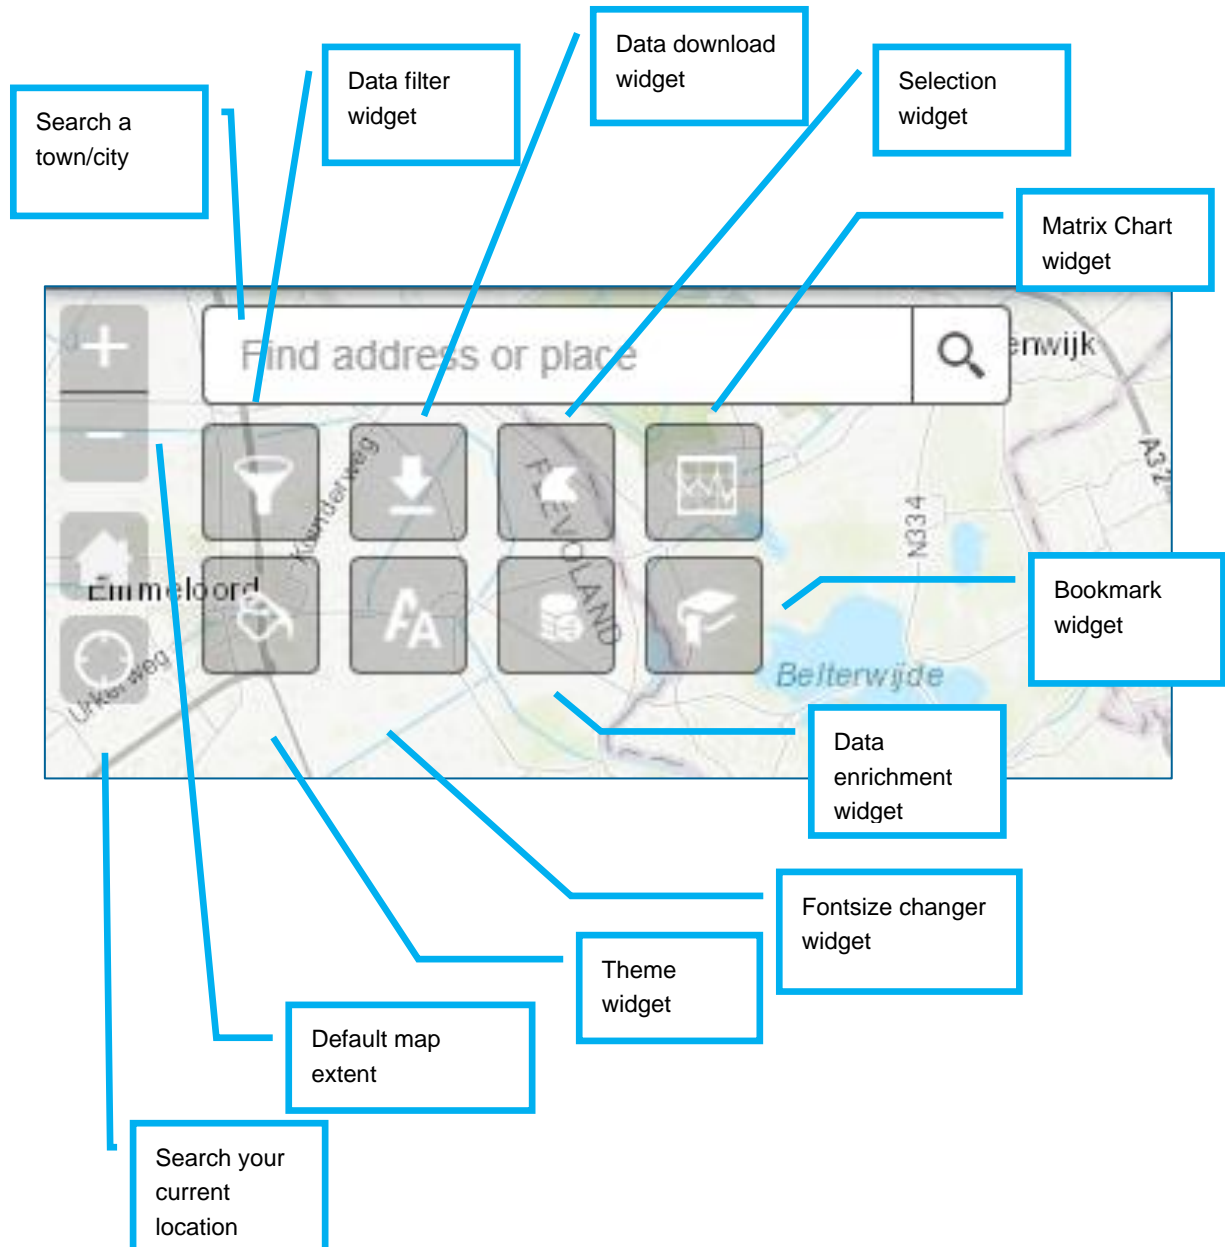 Data download
widget
Data filter
widget
Selection
widget
Search a
town/city
Matrix Chart
widget
Find address or place
enwijk
Kuinderweg
FLEVOLAND
N334
A32
Emmeloord
Urkerweg
Belterwijde
Bookmark
widget
Data
enrichment
widget
Fontsize changer
widget
Theme
widget
Default map
extent
Search your
current
location